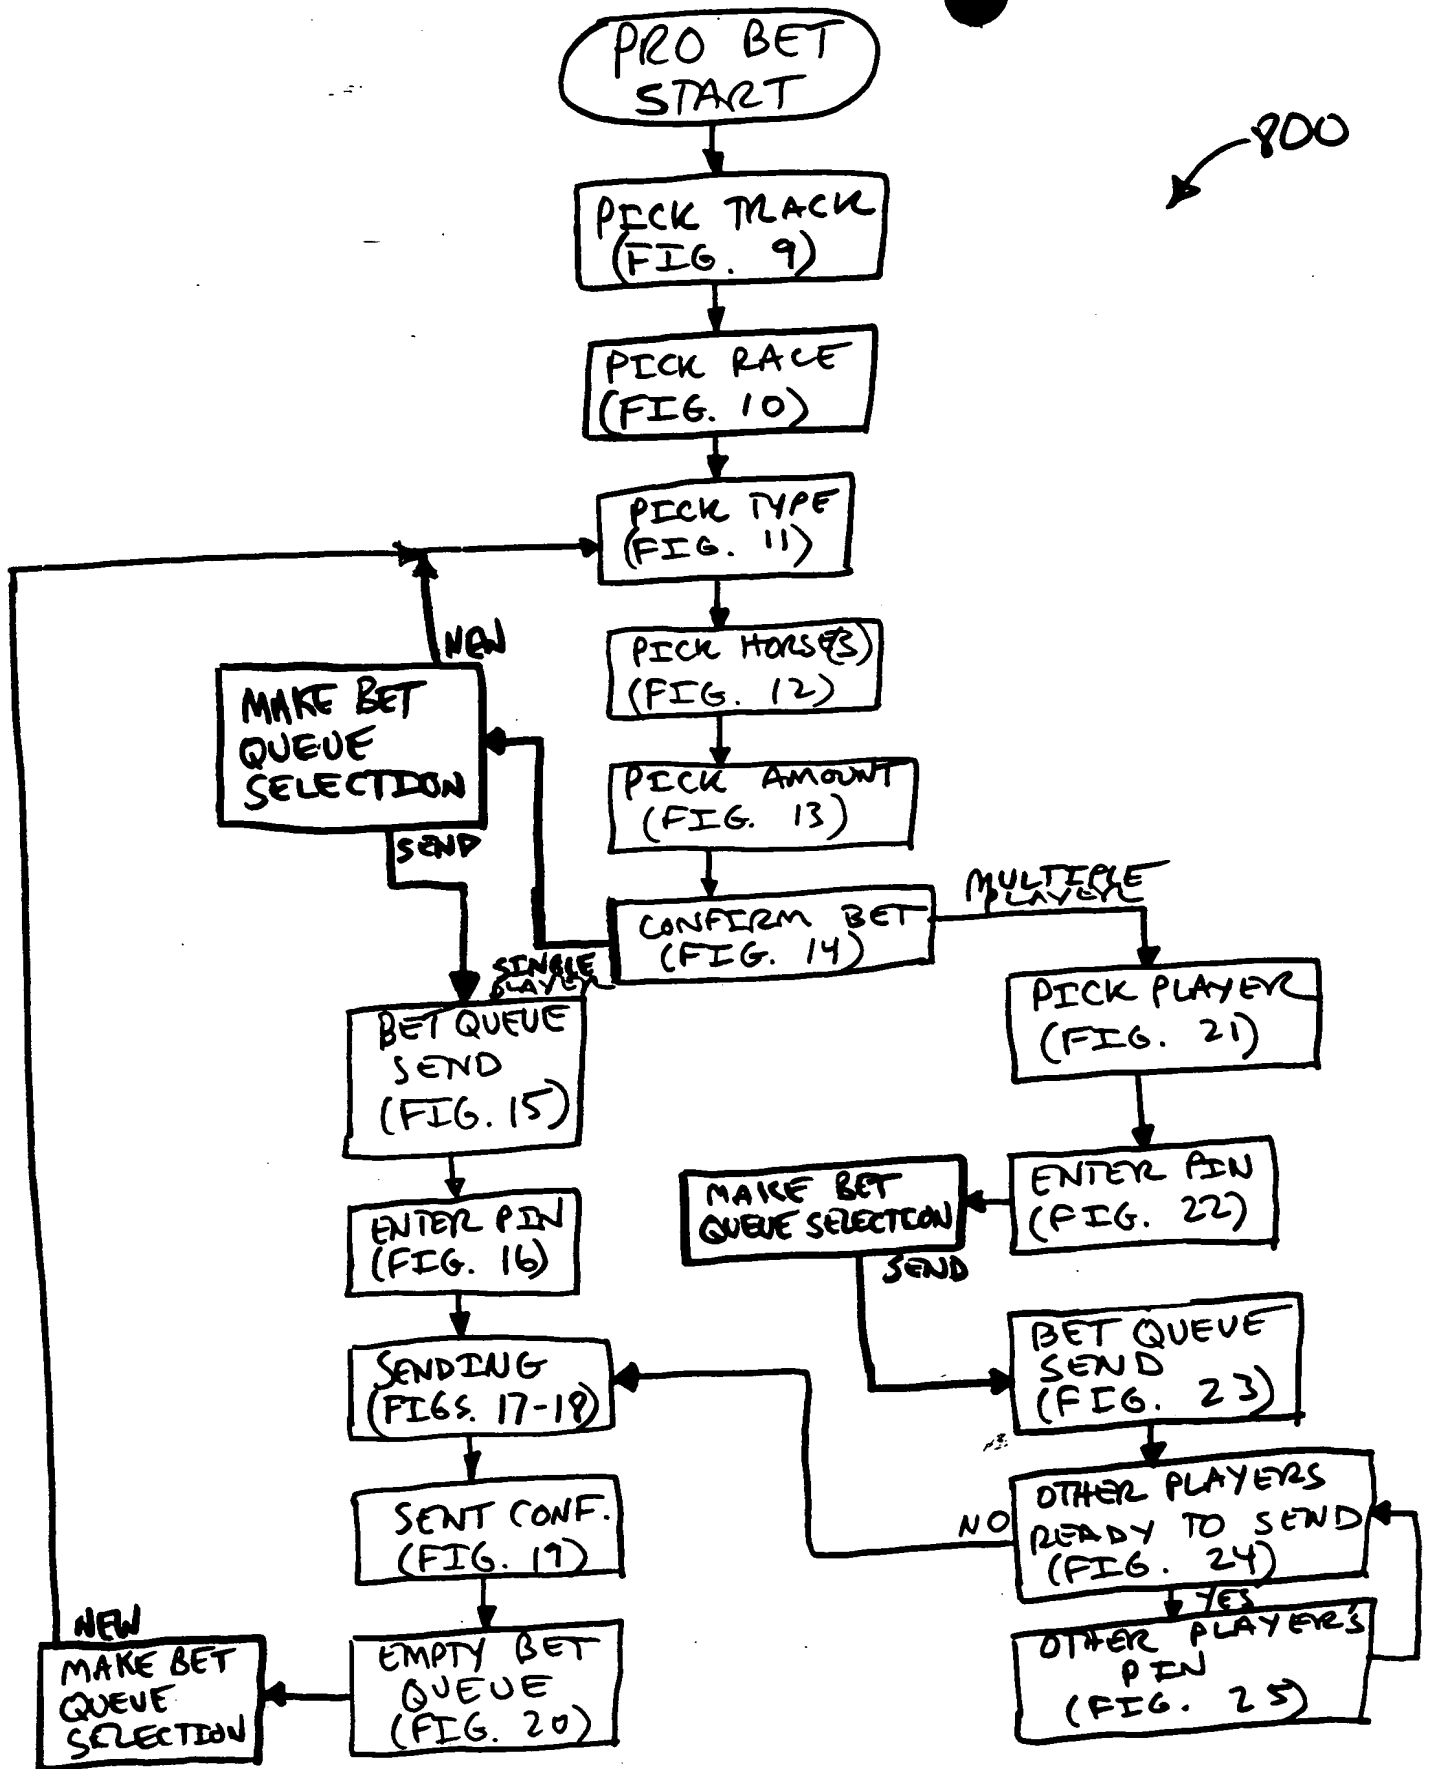 PRO BET
START
800
PICK TRACK
(FIG. 9)
PICK RACE
(FIG. 10)
PICK TYPE
(FIG. 11)
NEW
PICK HORSE(S)
(FIG. 12)
MAKE BET
QUEUE
SELECTION
PICK AMOUNT
(FIG. 13)
SEND
MULTIPLE
PLAYER
CONFIRM BET
(FIG. 14)
SINGLE
PLAYER
PICK PLAYER
(FIG. 21)
BET QUEUE
SEND
(FIG. 15)
ENTER PIN
(FIG. 22)
MAKE BET
QUEUE SELECTION
SEND
ENTER PIN
(FIG. 16)
BET QUEUE
SEND
(FIG. 23)
SENDING
(FIGS. 17-18)
OTHER PLAYERS
READY TO SEND
(FIG. 24)
NO
YES
SENT CONF.
(FIG. 19)
OTHER PLAYER'S
PIN
(FIG. 25)
EMPTY BET
QUEUE
(FIG. 20)
NEW
MAKE BET
QUEUE
SELECTION